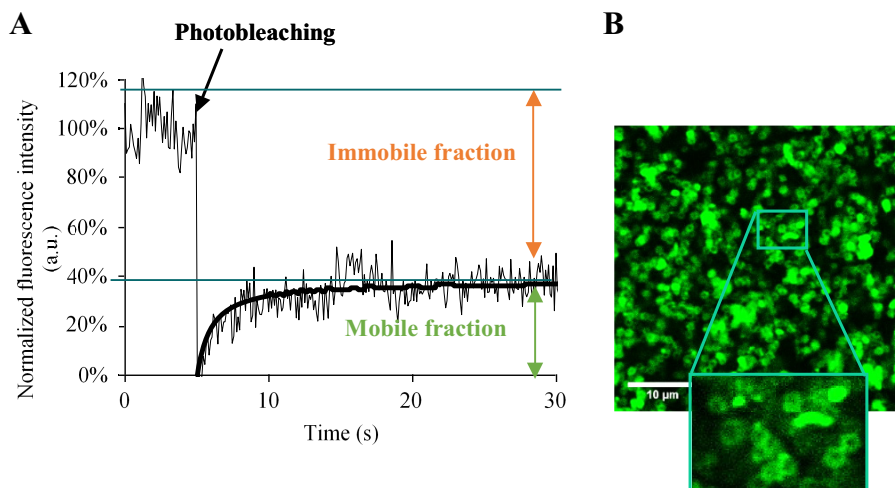 A
Photobleaching
120%
100%
80%
60%
40%
20%
0%
Normalized fluorescence intensity
(a.u.)
Immobile fraction
Mobile fraction
0
10
20
30
Time (s)
B
10 µm